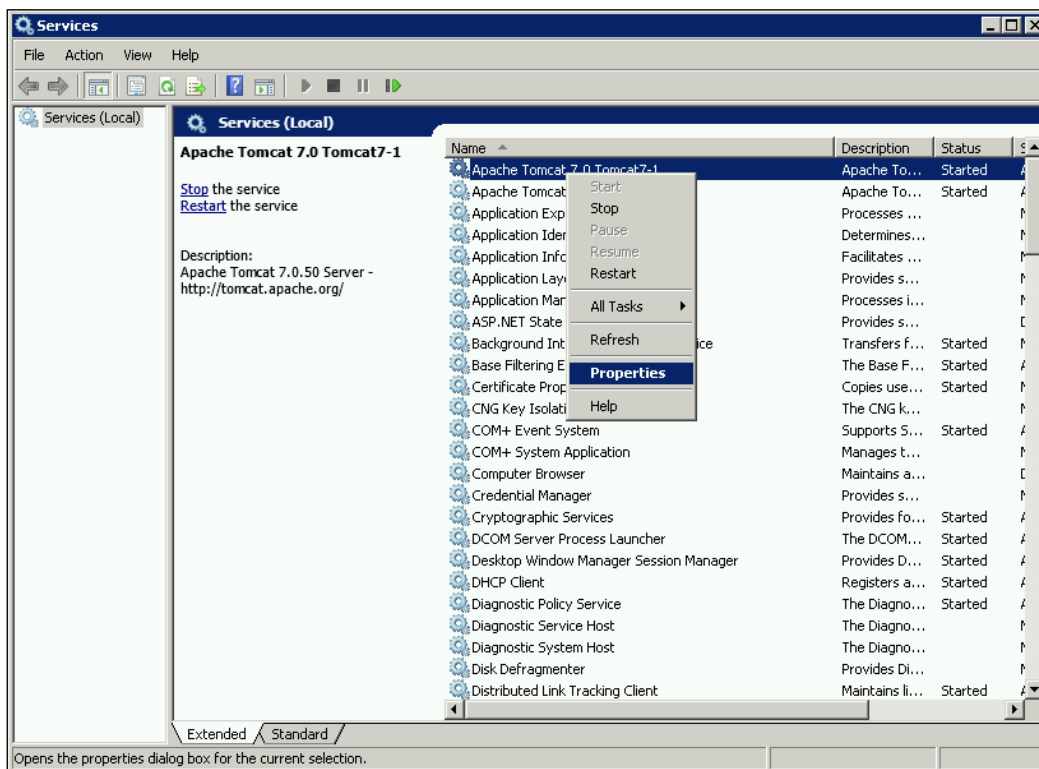 Services
File Action View Help
Services (Local)
Services (Local)
Apache Tomcat 7.0 Tomcat7-1
Stop the service
Restart the service
Description:
Apache Tomcat 7.0.50 Server -
http://tomcat.apache.org/
Name Description Status
Apache Tomcat 7.0 Tomcat7-1 Apache To... Started
Apache Tomcat Apache To... Started
Application Exp Processes ...
Application Iden Determines...
Application Info Facilitates ...
Application Laye Provides s...
Application Man Processes i...
ASP.NET State Provides s...
Background Int ice Transfers f... Started
Base Filtering E The Base F... Started
Certificate Prop Copies use... Started
CNG Key Isolati The CNG k...
COM+ Event System Supports S... Started
COM+ System Application Manages t...
Computer Browser Maintains a...
Credential Manager Provides s...
Cryptographic Services Provides fo... Started
DCOM Server Process Launcher The DCOM... Started
Desktop Window Manager Session Manager Provides D... Started
DHCP Client Registers a... Started
Diagnostic Policy Service The Diagno... Started
Diagnostic Service Host The Diagno...
Diagnostic System Host The Diagno...
Disk Defragmenter Provides Di...
Distributed Link Tracking Client Maintains li... Started
Start
Stop
Pause
Resume
Restart
All Tasks
Refresh
Properties
Help
Extended Standard
Opens the properties dialog box for the current selection.